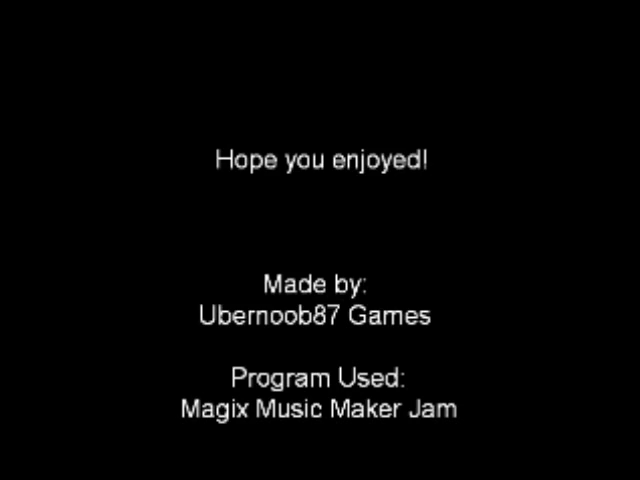 Hope you enjoyed!
Made by:
Ubernoob87 Games
Program Used:
Magix Music Maker Jam